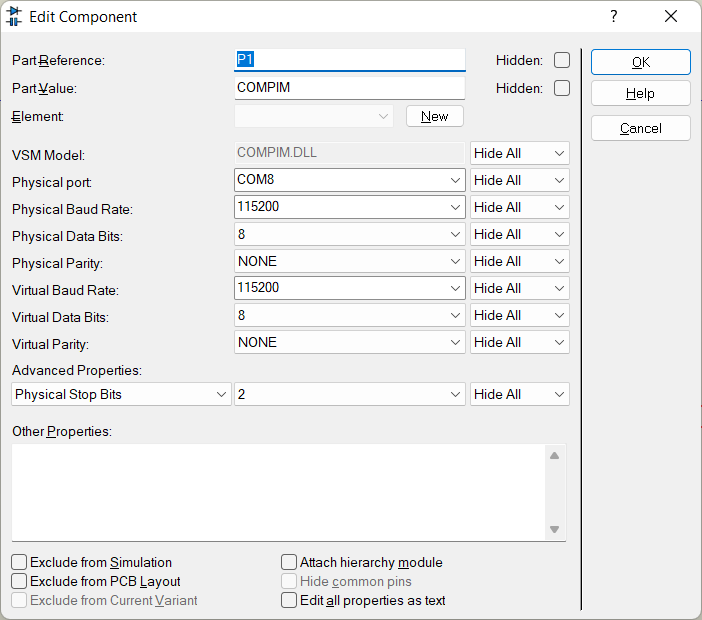 Edit Component ?
Part Reference: P1 Hidden: OK
Part Value: COMPIM Hidden: Help
Element: New Cancel
VSM Model: COMPIM.DLL Hide All
Physical port: COM8 Hide All
Physical Baud Rate: 115200 Hide All
Physical Data Bits: 8 Hide All
Physical Parity: NONE Hide All
Virtual Baud Rate: 115200 Hide All
Virtual Data Bits: 8 Hide All
Virtual Parity: NONE Hide All
Advanced Properties:
Physical Stop Bits 2 Hide All
Other Properties:
Exclude from Simulation Attach hierarchy module
Exclude from PCB Layout Hide common pins
Exclude from Current Variant Edit all properties as text